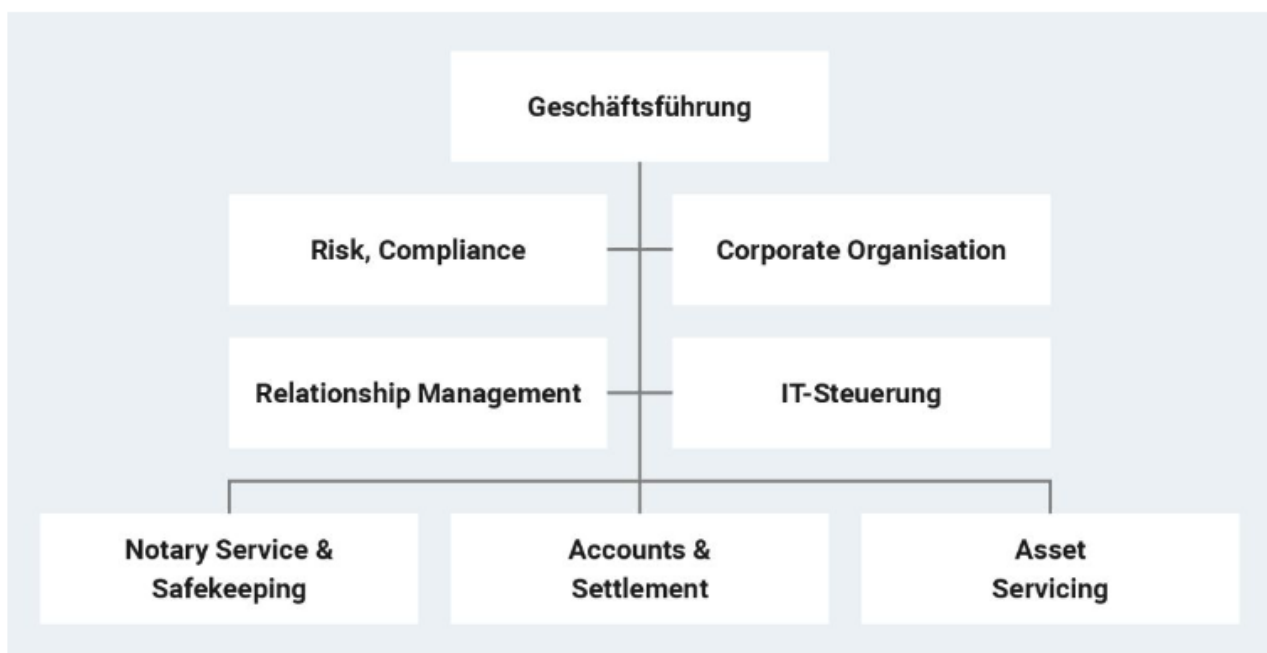 Geschäftsführung
Risk, Compliance
Corporate Organisation
Relationship Management
IT-Steuerung
Notary Service &
Safekeeping
Accounts &
Settlement
Asset
Servicing